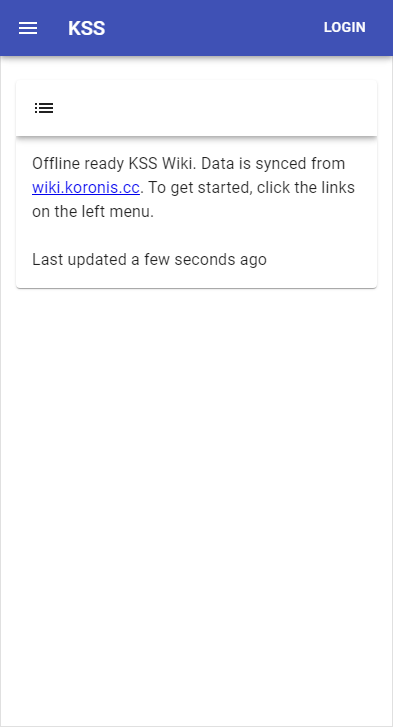 KSS
LOGIN
Offline ready KSS Wiki. Data is synced from
wiki.koronis.cc. To get started, click the links
on the left menu.
Last updated a few seconds ago